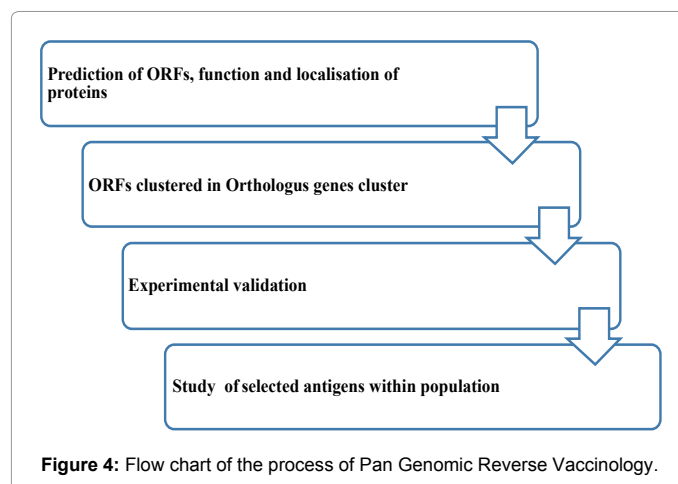 Prediction of ORFs, function and localisation of
proteins
ORFs clustered in Orthologus genes cluster
Experimental validation
Study of selected antigens within population
Figure 4: Flow chart of the process of Pan Genomic Reverse Vaccinology.